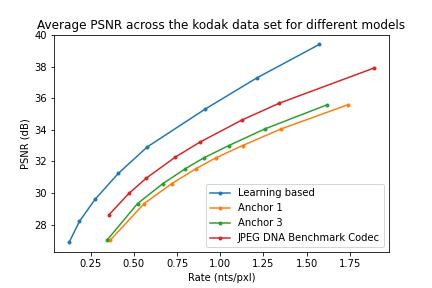 Average PSNR across the kodak data set for different models
40
38
36
34
32
30
28
PSNR (dB)
Learning based
Anchor 1
Anchor 3
JPEG DNA Benchmark Codec
0.25 0.50 0.75 1.00 1.25 1.50 1.75
Rate (nts/pxl)